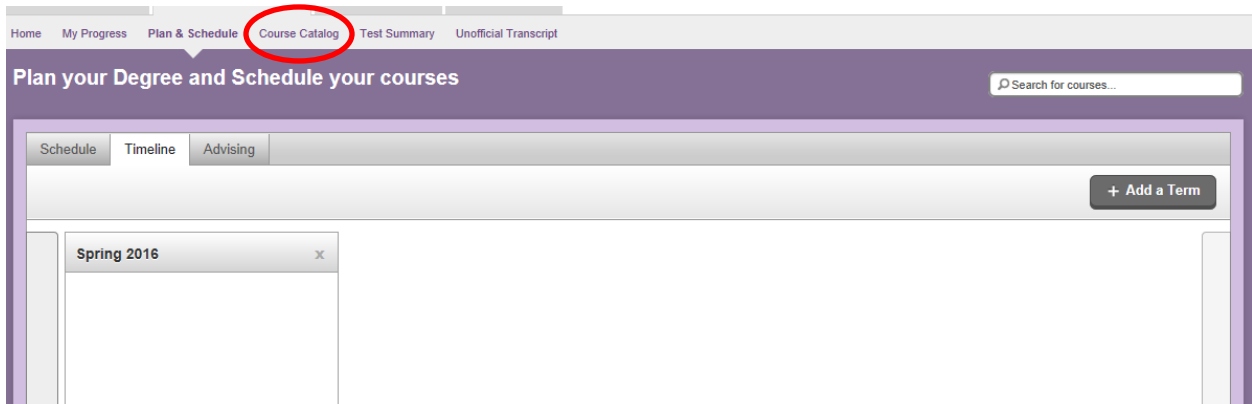 Home My Progress Plan & Schedule Course Catalog Test Summary Unofficial Transcript
Plan your Degree and Schedule your courses
Search for courses...
Schedule Timeline Advising
+ Add a Term
Spring 2016 x